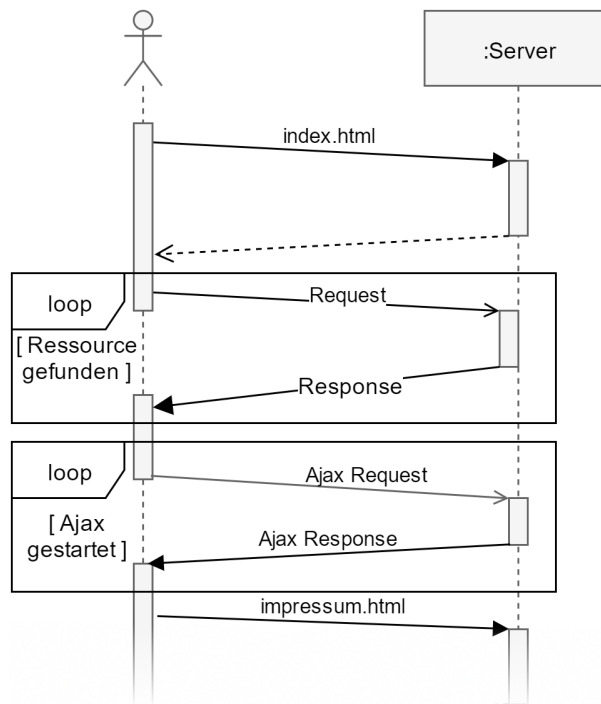 :Server
index.html
loop
Request
[ Ressource
gefunden ]
Response
loop
Ajax Request
[ Ajax
gestartet ]
Ajax Response
impressum.html